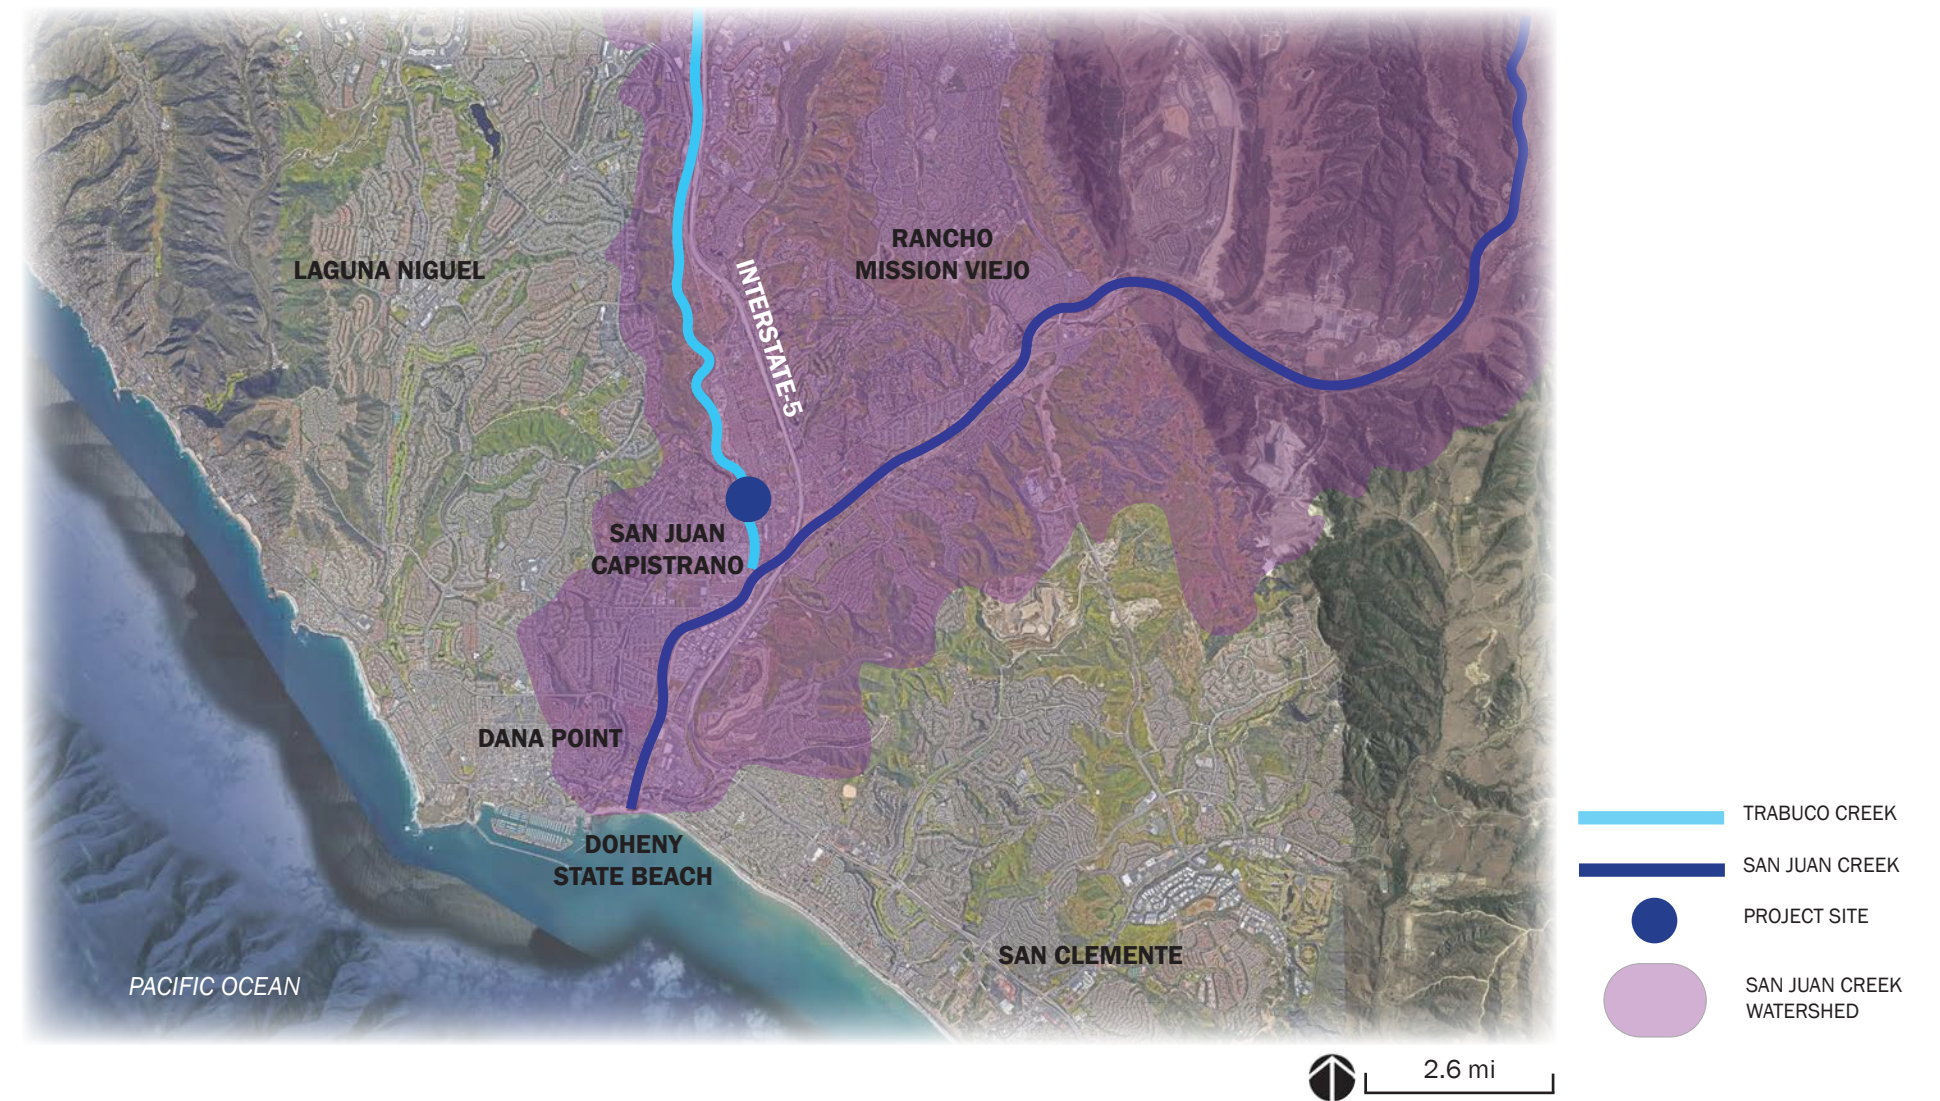 RANCHO
MISSION VIEJO
LAGUNA NIGUEL
INTERSTATE-5
SAN JUAN
CAPISTRANO
DANA POINT
DOHENY
STATE BEACH
SAN CLEMENTE
PACIFIC OCEAN
TRABUCO CREEK
SAN JUAN CREEK
PROJECT SITE
SAN JUAN CREEK
WATERSHED
2.6 mi